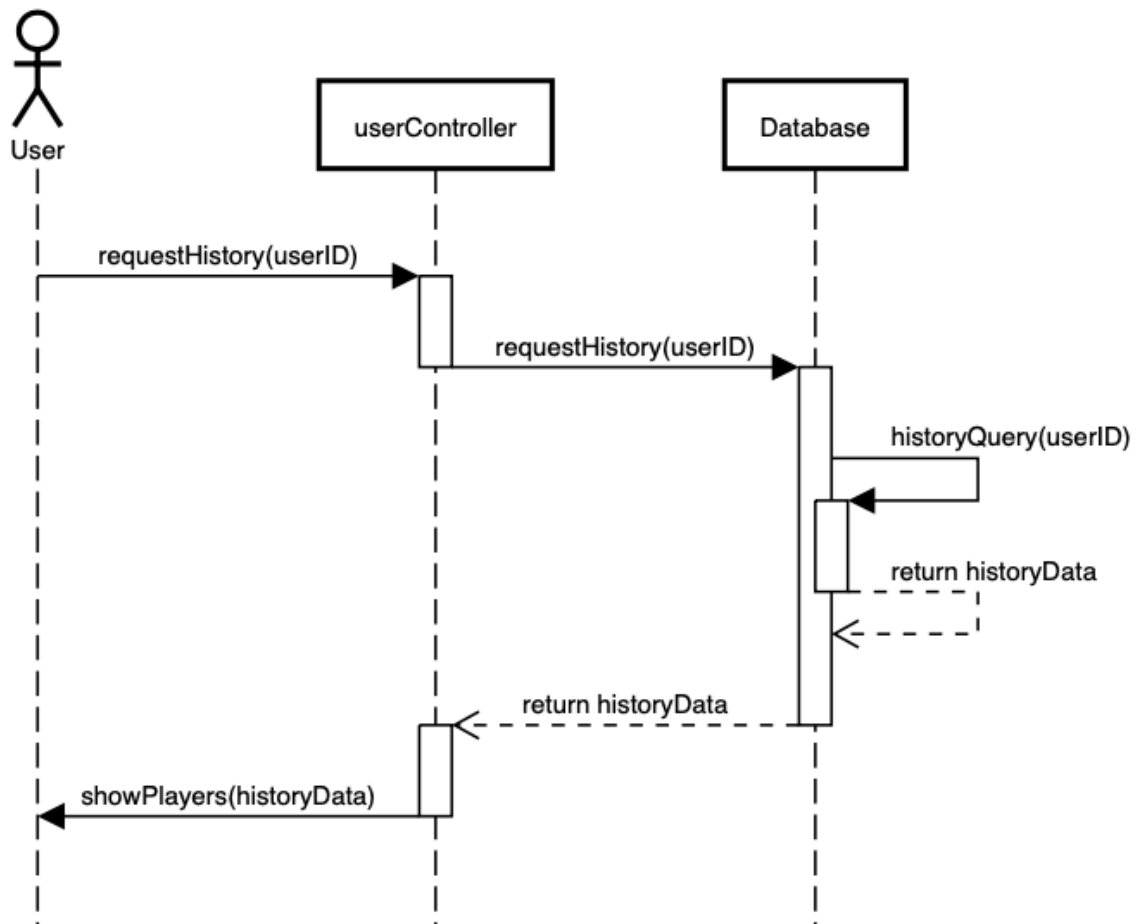 User
userController
Database
requestHistory(userID)
requestHistory(userID)
historyQuery(userID)
return historyData
return historyData
showPlayers(historyData)